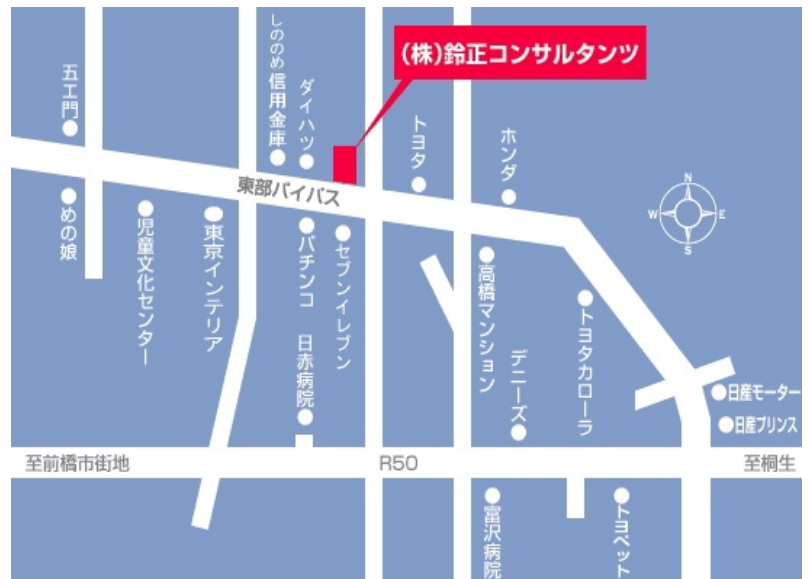 (株)鈴正コンサルタンツ
しののめ信用金庫
ダイハツ
五エ門
トヨタ
ホンダ
N
W
E
S
東部バイパス
めの娘
児童文化センター
東京インテリア
パチンコ
セブンイレブン
日赤病院
高橋マンション
デニーズ
トヨタカローラ
日産モーター
日産プリンス
至前橋市街地
R50
至桐生
富沢病院
トヨペット